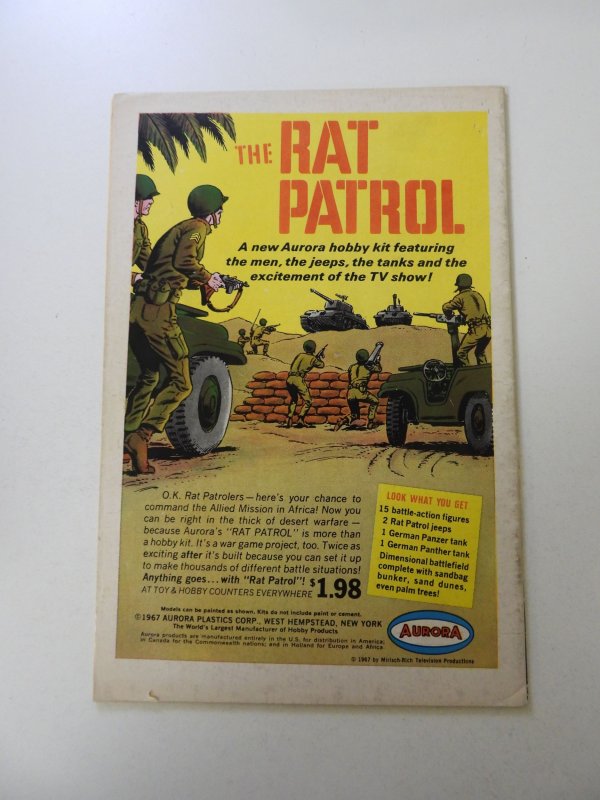 THE RAT
PATROL
A new Aurora hobby kit featuring
the men, the jeeps, the tanks and the
excitement of the TV show!
O.K. Rat Patrolers—here's your chance to
command the Allied Mission in Africa! Now you
can be right in the thick of desert warfare—
because Aurora's "RAT PATROL" is more than
a hobby kit. It's a war game project, too. Twice as
exciting after it's built because you can set it up
to make thousands of different battle situations!
Anything goes...with "Rat Patrol"! $1.98
AT TOY & HOBBY COUNTERS EVERYWHERE
LOOK WHAT YOU GET
15 battle-action figures
2 Rat Patrol jeeps
1 German Panzer tank
1 German Panther tank
Dimensional battlefield
complete with sandbag
bunker, sand dunes,
even palm trees!
Models can be painted as shown. Kits do not include paint or cement.
©1967 AURORA PLASTICS CORP., WEST HEMPSTEAD, NEW YORK
The World's Largest Manufacturer of Hobby Products
Aurora products are manufactured entirely in the U.S. for distribution in America;
in Canada for the Commonwealth nations; and in Holland for Europe and Africa.
AURORA
© 1967 by Mirisch-Rich Television Productions